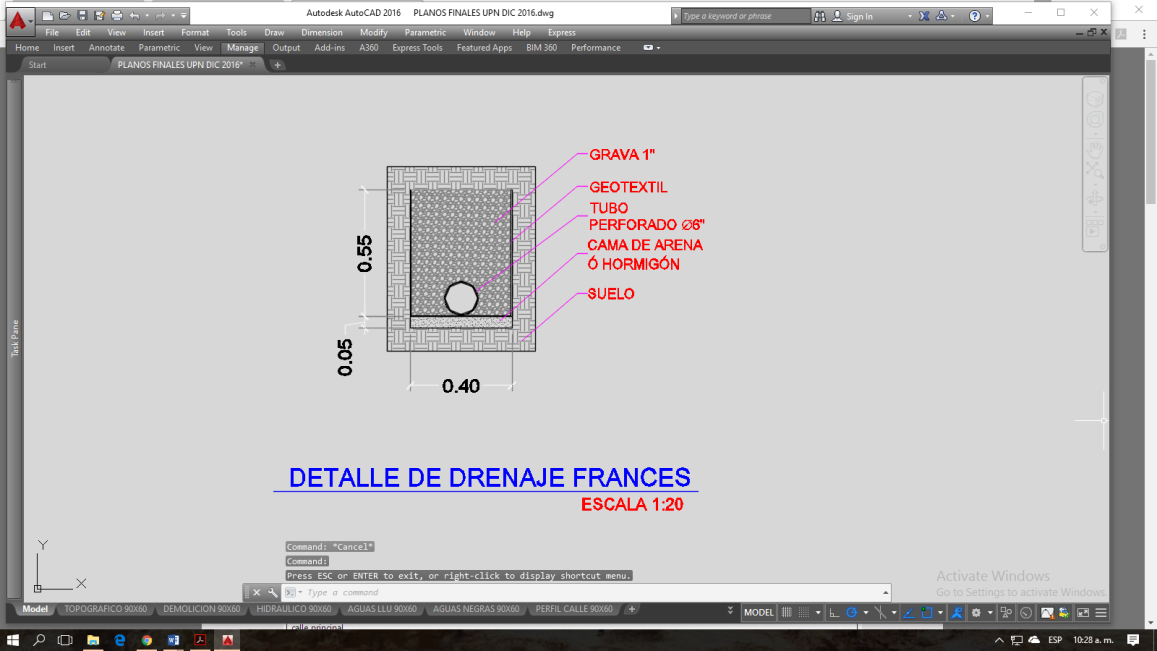 Autodesk AutoCAD 2016 PLANOS FINALES UPN DIC 2016.dwg
Type a keyword or phrase
Sign In
File Edit View Insert Format Tools Draw Dimension Modify Parametric Window Help Express
Home Insert Annotate Parametric View Manage Output Add-ins A360 Express Tools Featured Apps BIM 360 Performance
Start PLANOS FINALES UPN DIC 2016*
Task Pane
GRAVA 1"
GEOTEXTIL
TUBO
PERFORADO Ø6"
CAMA DE ARENA
Ó HORMIGÓN
SUELO
0.55
0.05
0.40
DETALLE DE DRENAJE FRANCES
ESCALA 1:20
Y
X
Command: *Cancel*
Command:
Press ESC or ENTER to exit, or right-click to display shortcut menu.
Type a command
Activate Windows
Go to Settings to activate Windows.
Model TOPOGRAFICO 90X60 DEMOLICION 90X60 HIDRAULICO 90X60 AGUAS LLU 90X60 AGUAS NEGRAS 90X60 PERFIL CALLE 90X60
MODEL
calle principal
ESP 10:28 a. m.